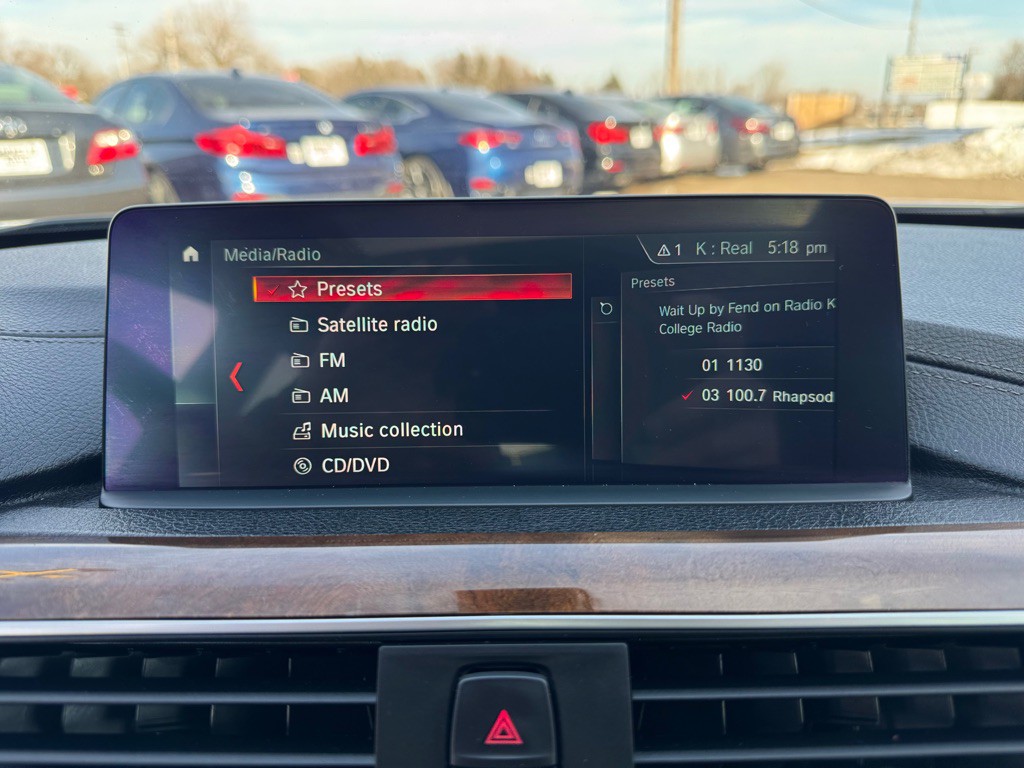 Media/Radio
1 K : Real 5:18 pm
Presets
Satellite radio
FM
AM
Music collection
CD/DVD
Presets
Wait Up by Fend on Radio K
College Radio
01 1130
03 100.7 Rhapsod